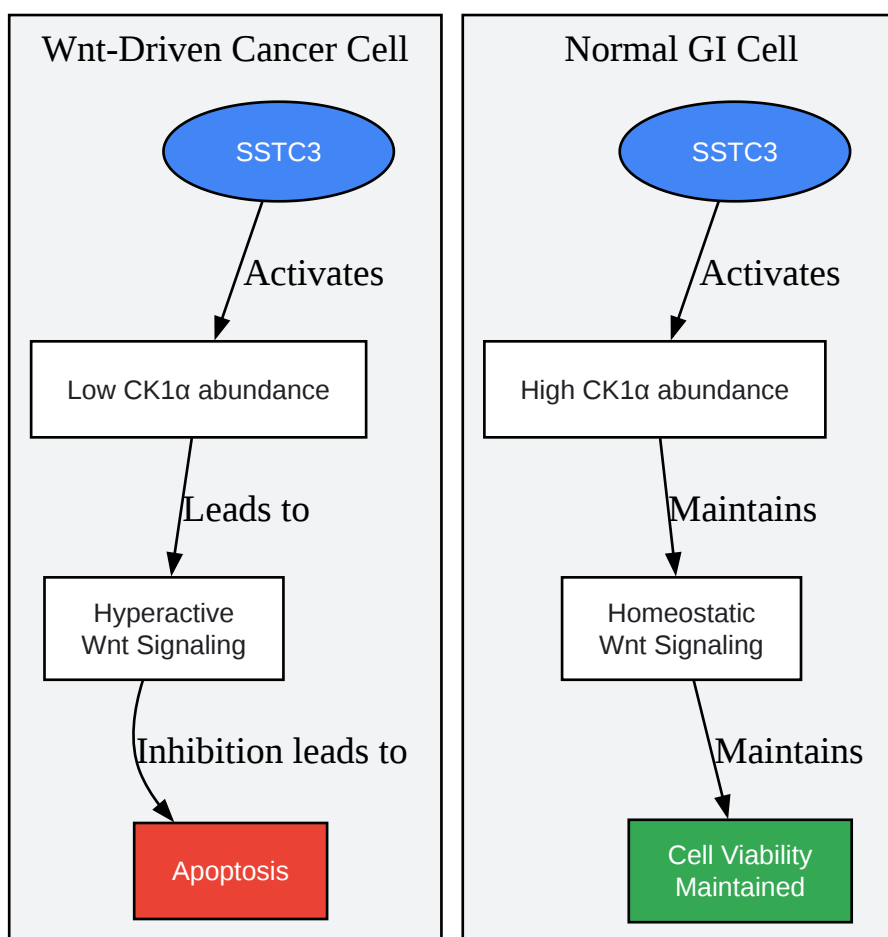 Wnt-Driven Cancer Cell
SSTC3
Activates
Low CK1α abundance
Leads to
Hyperactive
Wnt Signaling
Inhibition leads to
Apoptosis
Normal GI Cell
SSTC3
Activates
High CK1α abundance
Maintains
Homeostatic
Wnt Signaling
Maintains
Cell Viability
Maintained